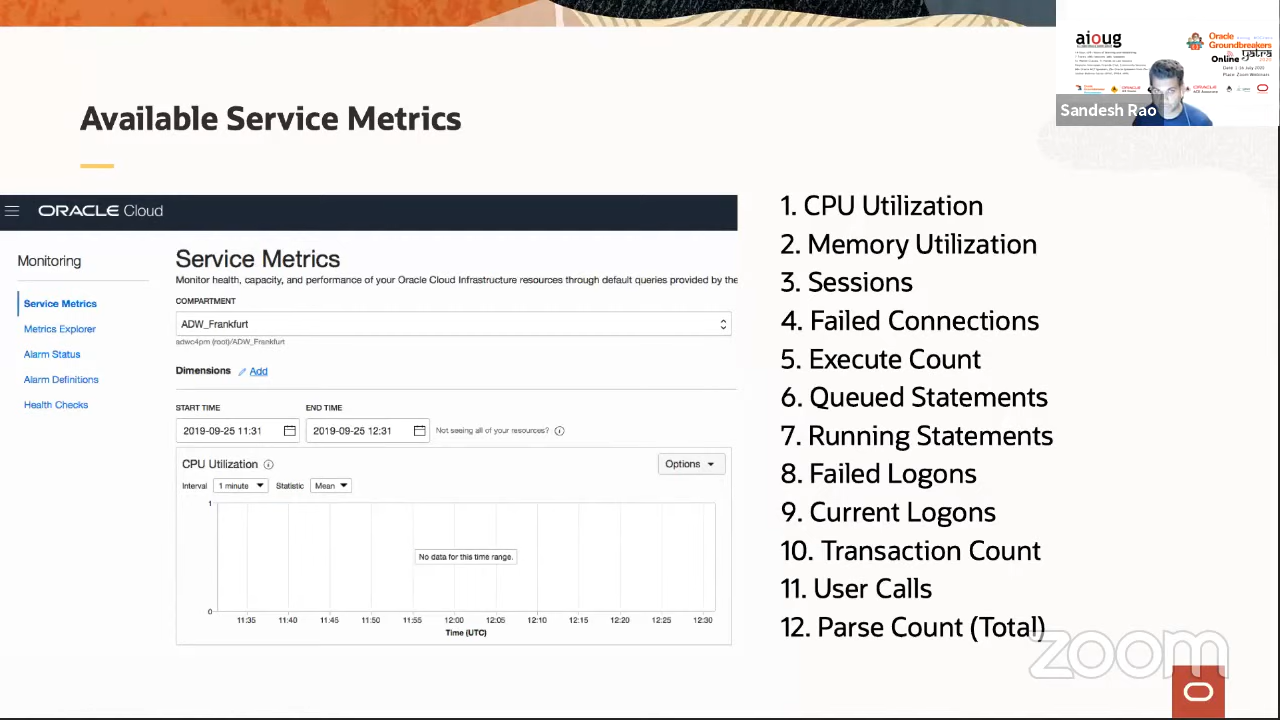 aioug
Oracle
Groundbreakers
Online yatra
Sandesh Rao
Available Service Metrics
ORACLE Cloud
Monitoring
Service Metrics
Metrics Explorer
Alarm Status
Alarm Definitions
Health Checks
Service Metrics
Monitor health, capacity, and performance of your Oracle Cloud Infrastructure resources through default queries provided by the
COMPARTMENT
ADW_Frankfurt
adwc4pm (root)/ADW_Frankfurt
Dimensions Add
START TIME END TIME
2019-09-25 11:31 2019-09-25 12:31 Not seeing all of your resources?
CPU Utilization Options
Interval 1 minute Statistic Mean
1
No data for this time range.
0
11:35 11:40 11:45 11:50 11:55 12:00 12:05 12:10 12:15 12:20 12:25 12:30
Time (UTC)
1. CPU Utilization
2. Memory Utilization
3. Sessions
4. Failed Connections
5. Execute Count
6. Queued Statements
7. Running Statements
8. Failed Logons
9. Current Logons
10. Transaction Count
11. User Calls
12. Parse Count (Total)
zoom